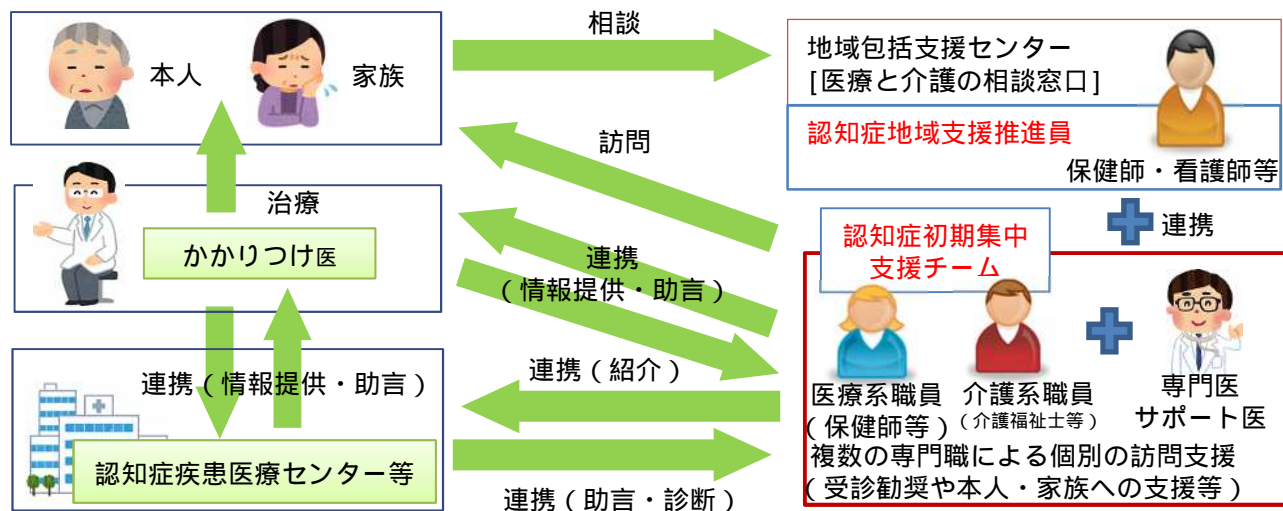 相談
本人
家族
地域包括支援センター
[医療と介護の相談窓口]
認知症地域支援推進員
保健師・看護師等
訪問
治療
かかりつけ医
連携
認知症初期集中
支援チーム
連携
(情報提供・助言)
連携(情報提供・助言)
連携(紹介)
医療系職員
(保健師等)
介護系職員
(介護福祉士等)
専門医
サポート医
複数の専門職による個別の訪問支援
(受診勧奨や本人・家族への支援等)
認知症疾患医療センター等
連携(助言・診断)